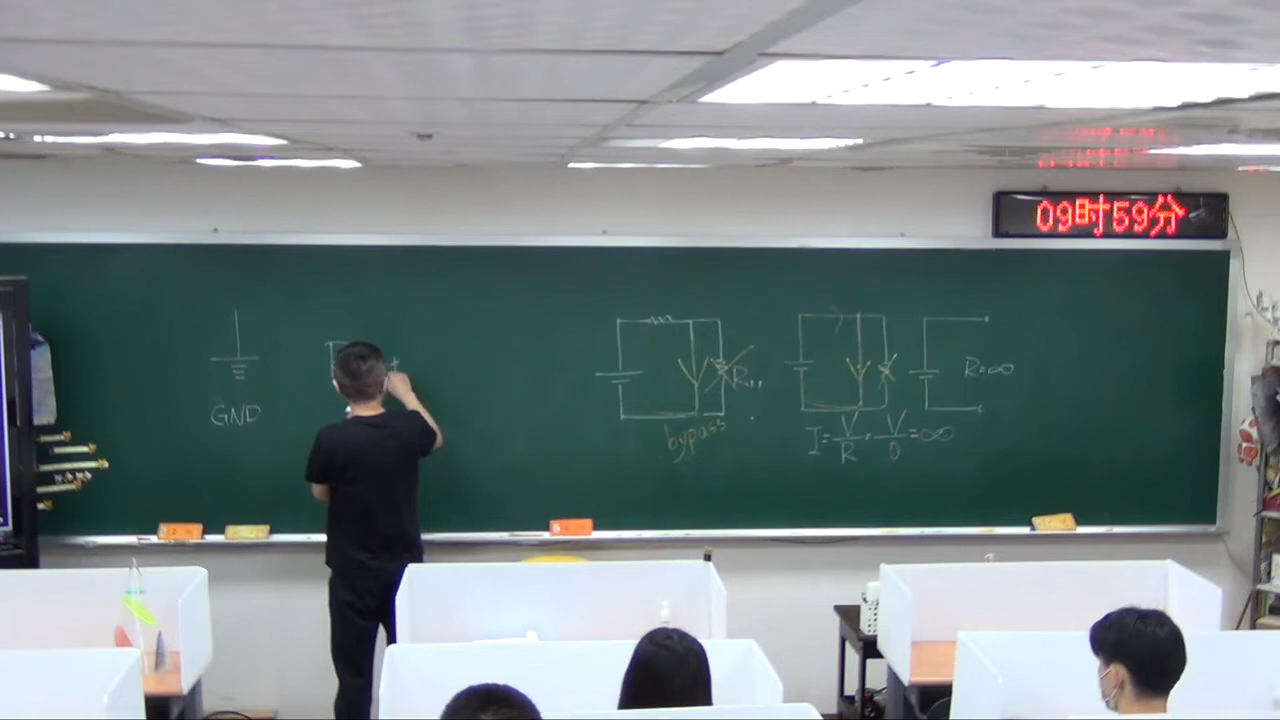 09时59分
GND
bypass
R=∞
I=V/R=V/0=∞